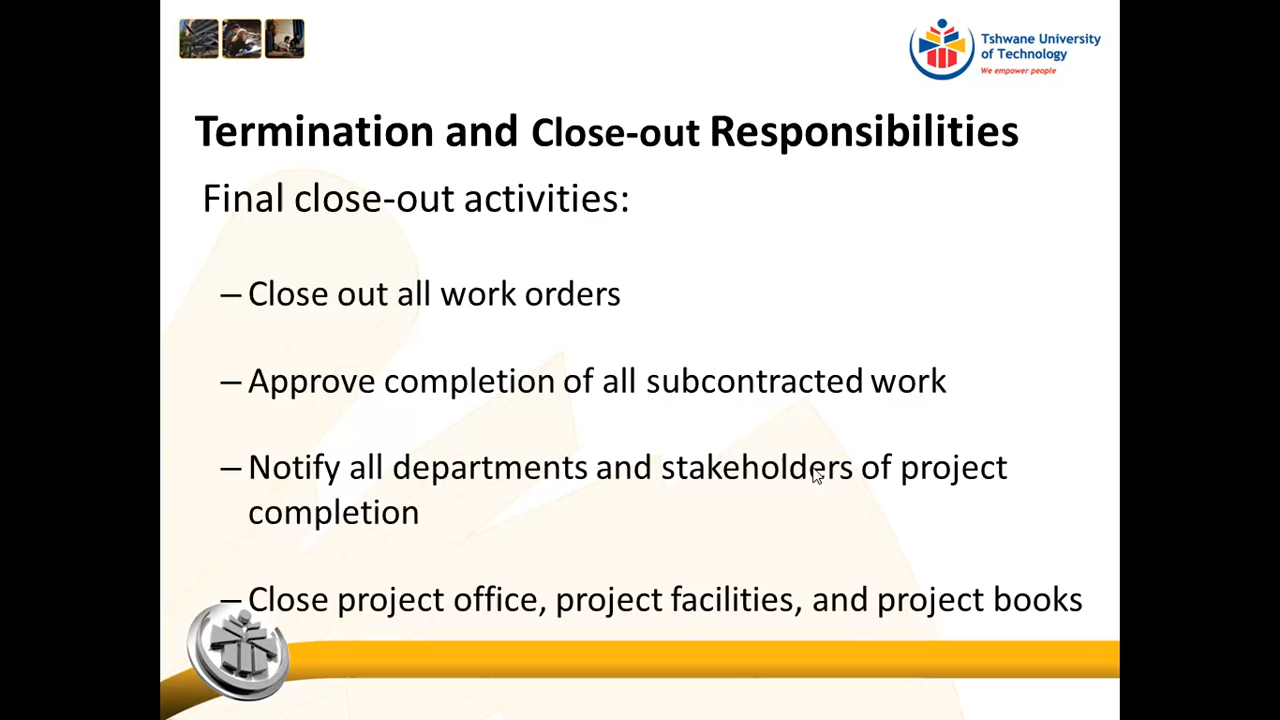 Tshwane University
of Technology
We empower people
Termination and Close-out Responsibilities
Final close-out activities:
– Close out all work orders
– Approve completion of all subcontracted work
– Notify all departments and stakeholders of project
completion
– Close project office, project facilities, and project books